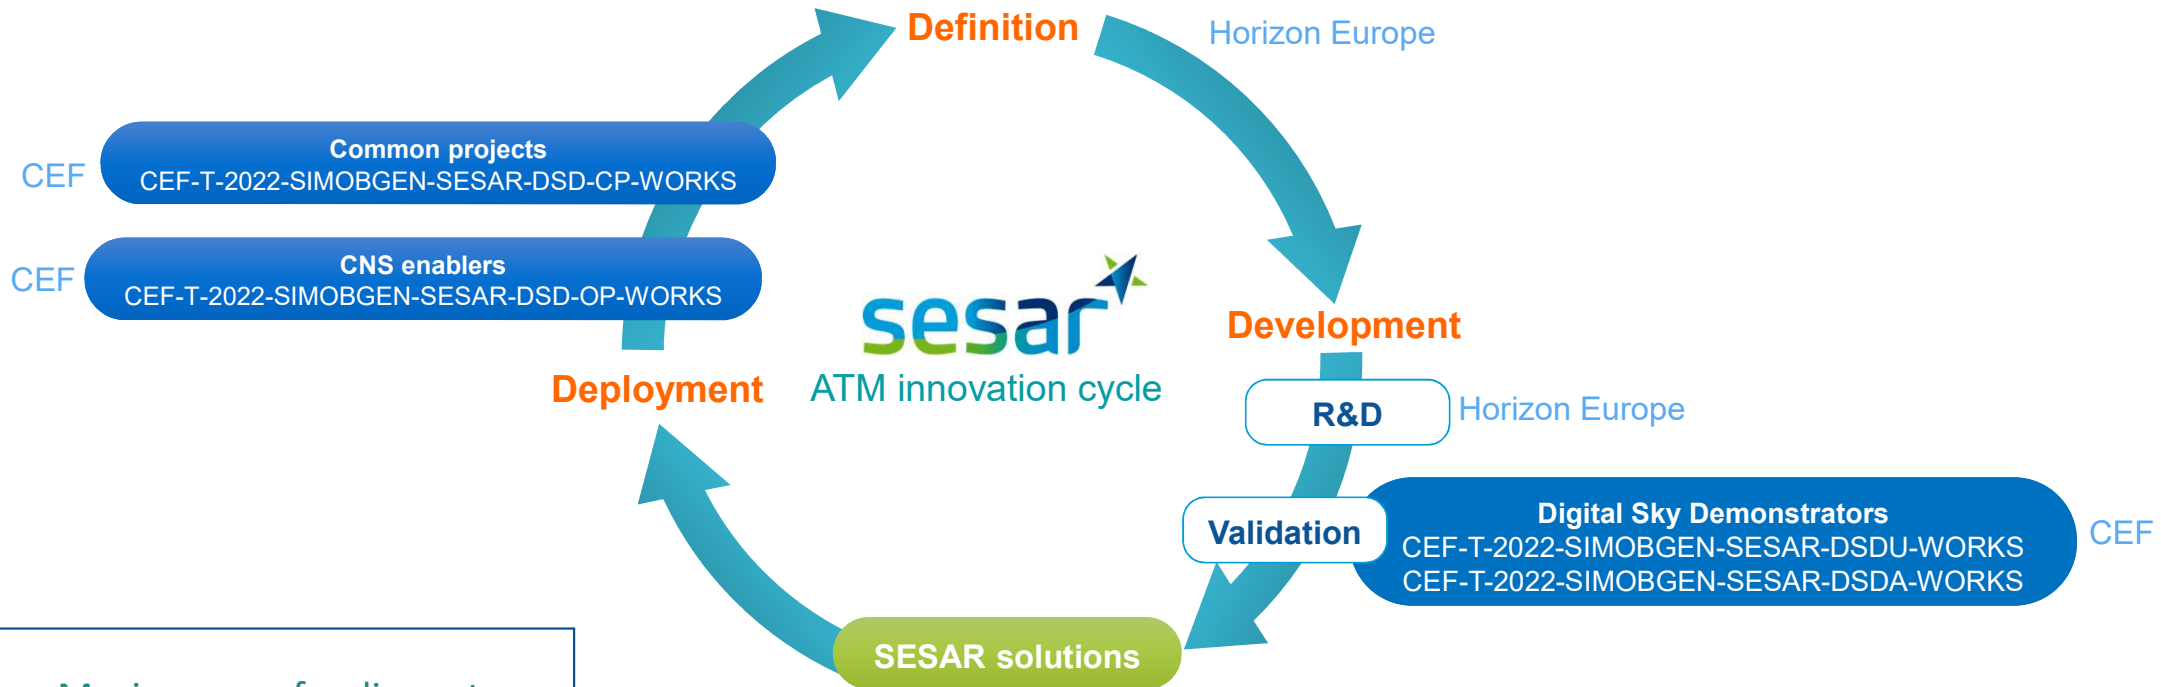 Definition
Horizon Europe
Common projects
CEF-T-2022-SIMOBGEN-SESAR-DSD-CP-WORKS
CEF
CNS enablers
CEF-T-2022-SIMOBGEN-SESAR-DSD-OP-WORKS
CEF
sesar
ATM innovation cycle
Development
Deployment
R&D
Horizon Europe
Validation
Digital Sky Demonstrators
CEF-T-2022-SIMOBGEN-SESAR-DSDU-WORKS
CEF-T-2022-SIMOBGEN-SESAR-DSDA-WORKS
CEF
SESAR solutions